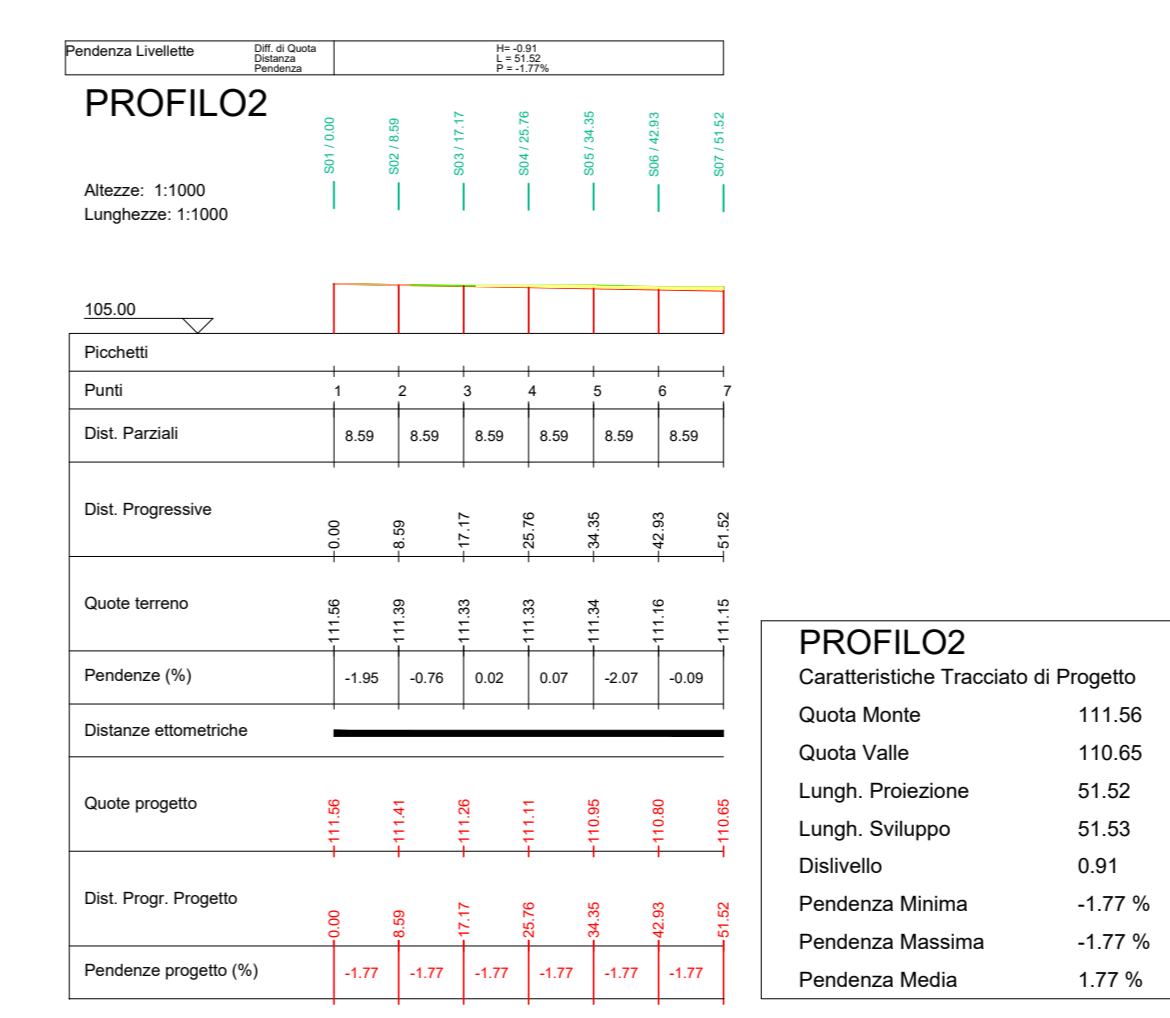 Pendenza Livellette
Diff. di Quota
Distanza
Pendenza
H= -0.91
L = 51.52
P = -1.77%
PROFILO2
S01 / 0.00
S02 / 8.59
S03 / 17.17
S04 / 25.76
S05 / 34.35
S06 / 42.93
S07 / 51.52
Altezze: 1:1000
Lunghezze: 1:1000
105.00
Picchetti
Punti 1 2 3 4 5 6 7
Dist. Parziali 8.59 8.59 8.59 8.59 8.59 8.59
Dist. Progressive 0.00 8.59 17.17 25.76 34.35 42.93 51.52
Quote terreno 111.56 111.39 111.33 111.33 111.34 111.16 111.15
Pendenze (%) -1.95 -0.76 0.02 0.07 -2.07 -0.09
Distanze ettometriche
Quote progetto 111.56 111.41 111.26 111.11 110.95 110.80 110.65
Dist. Progr. Progetto 0.00 8.59 17.17 25.76 34.35 42.93 51.52
Pendenze progetto (%) -1.77 -1.77 -1.77 -1.77 -1.77 -1.77
PROFILO2
Caratteristiche Tracciato di Progetto
Quota Monte 111.56
Quota Valle 110.65
Lungh. Proiezione 51.52
Lungh. Sviluppo 51.53
Dislivello 0.91
Pendenza Minima -1.77 %
Pendenza Massima -1.77 %
Pendenza Media 1.77 %